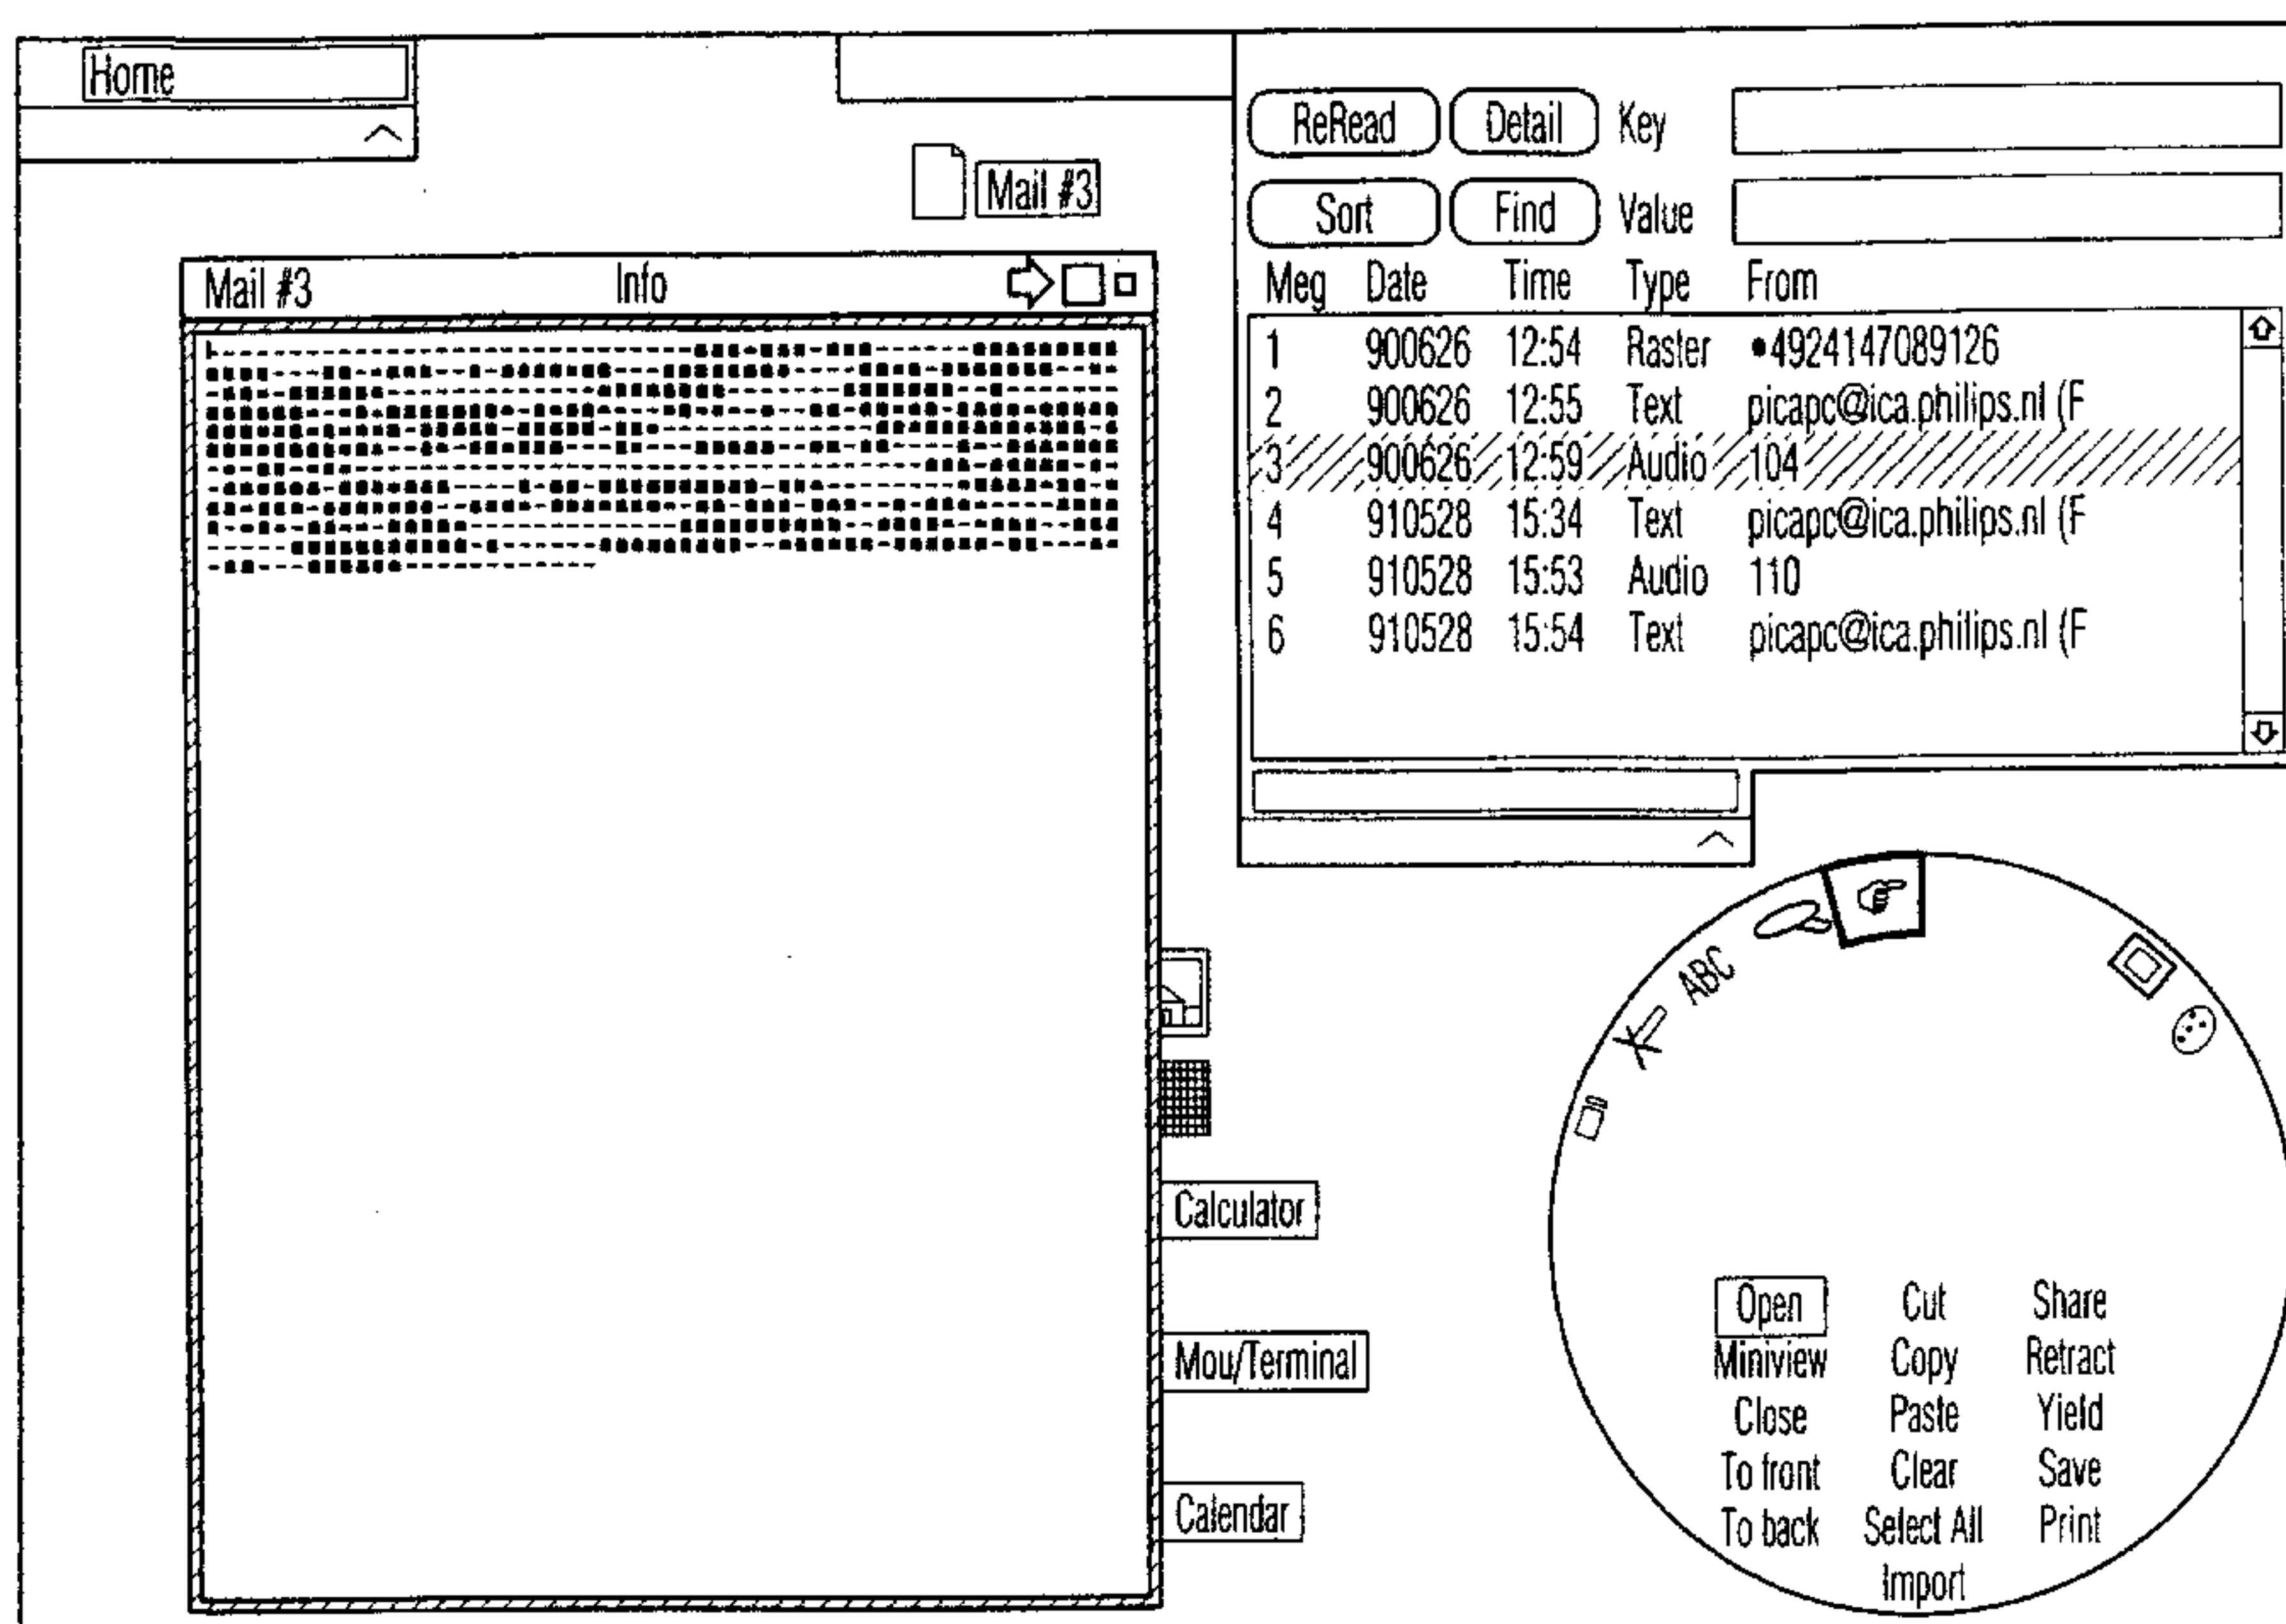 Home
Mail #3
Mail #3 Info
ReRead Detail Key
Sort Find Value
Meg Date Time Type From
1 900626 12:54 Raster •4924147089126
2 900626 12:55 Text picapc@ica.philips.nl (F
3 900626 12:59 Audio 104
4 910528 15:34 Text picapc@ica.philips.nl (F
5 910528 15:53 Audio 110
6 910528 15:54 Text picapc@ica.philips.nl (F
ABC
Calculator
Mou/Terminal
Calendar
Open Cut Share
Miniview Copy Retract
Close Paste Yield
To front Clear Save
To back Select All Print
Import